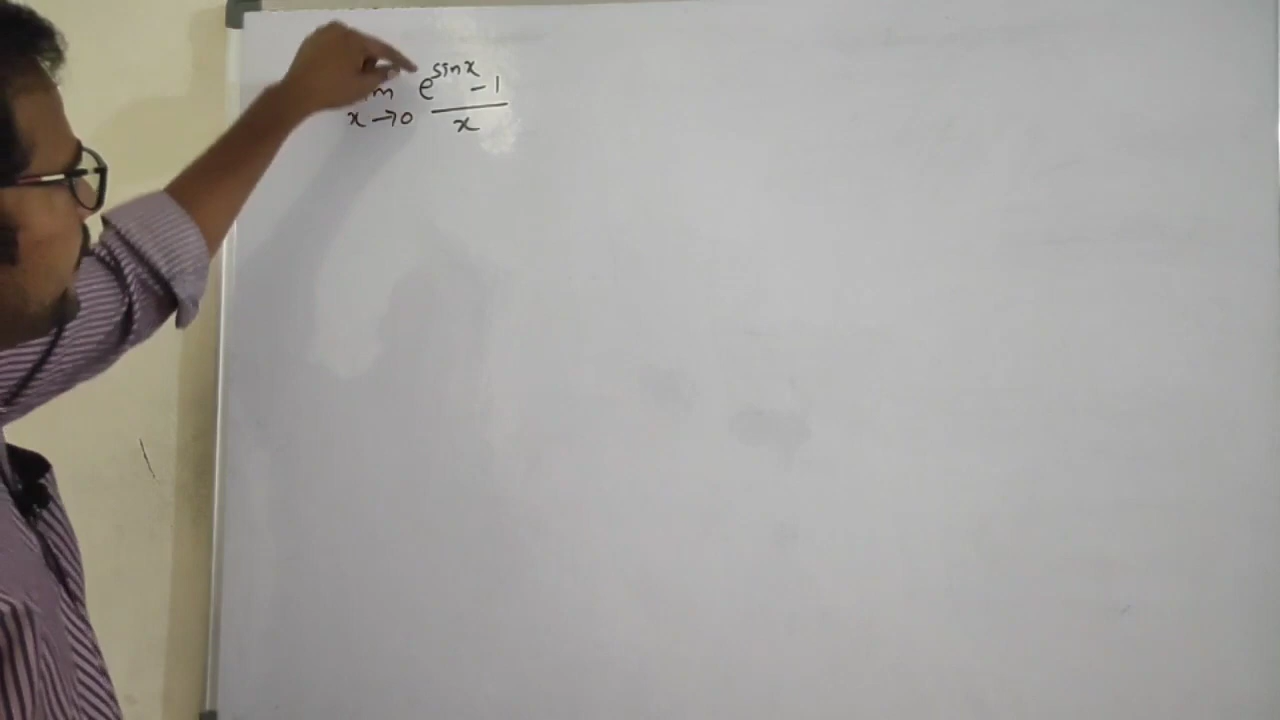 e^sinx - 1
x → 0
x